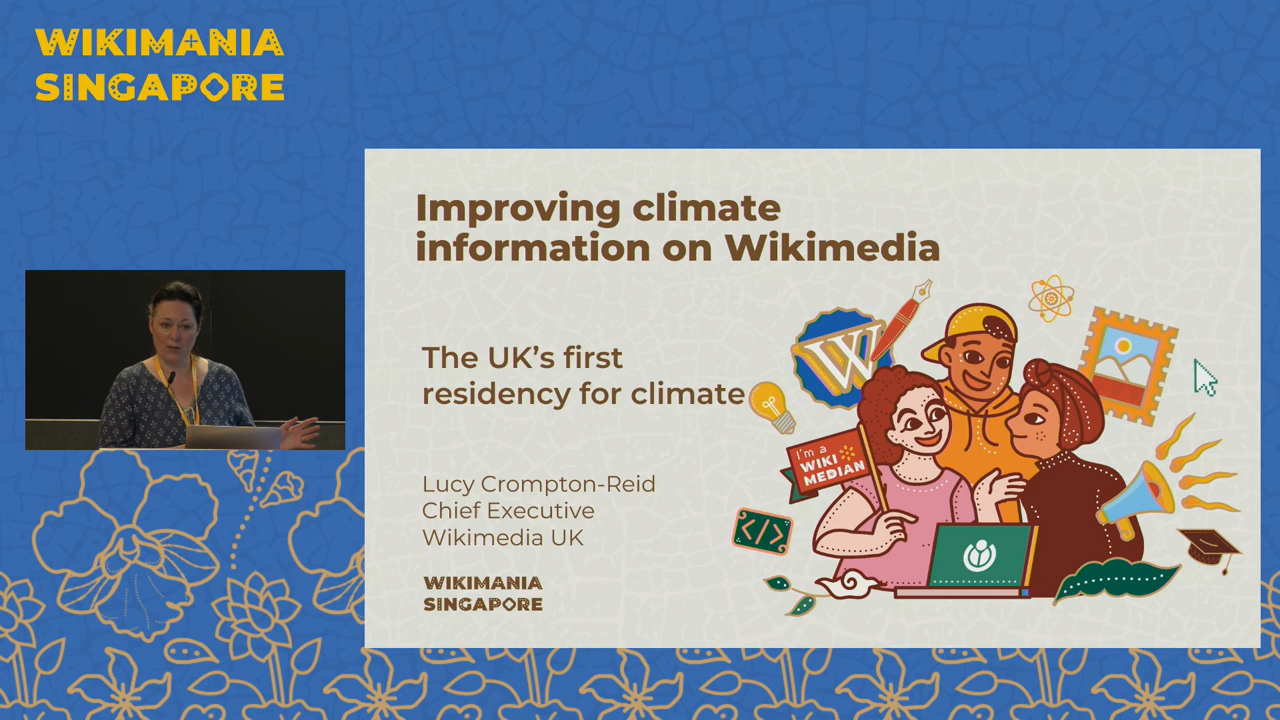 WIKIMANIA
SINGAPORE
Improving climate
information on Wikimedia
The UK's first
residency for climate
Lucy Crompton-Reid
Chief Executive
Wikimedia UK
WIKIMANIA
SINGAPORE
W
I'm a
WIKI
MEDIAN
</>